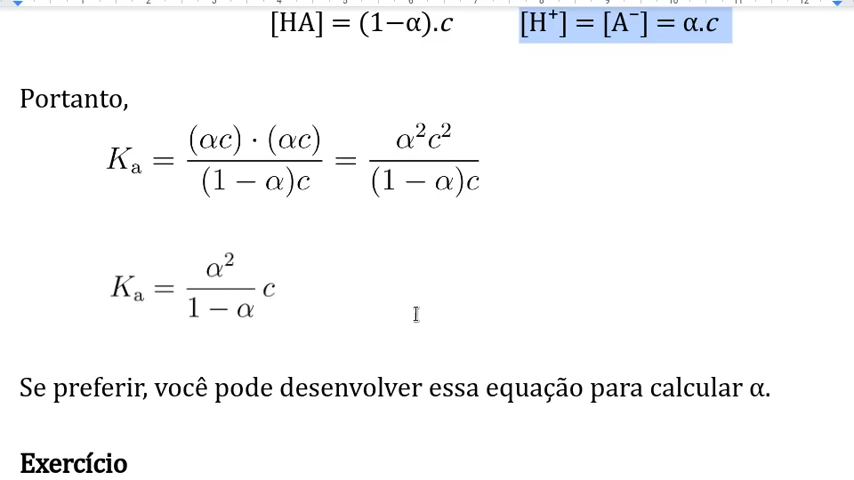 [HA] = (1−α).c [H⁺] = [A⁻] = α.c
Portanto,
Kₐ = (αc) · (αc) / (1 − α)c = α²c² / (1 − α)c
Kₐ = α² / 1 − α c
Se preferir, você pode desenvolver essa equação para calcular α.
Exercício